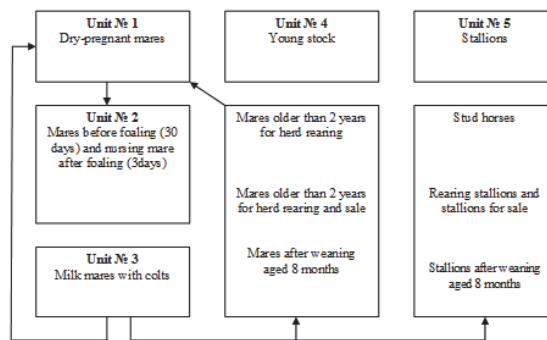 Unit № 1
Dry-pregnant mares
Unit № 2
Mares before foaling (30
days) and nursing mare
after foaling (3days)
Unit № 3
Milk mares with colts
Unit № 4
Young stock
Mares older than 2 years
for herd rearing
Mares older than 2 years
for herd rearing and sale
Mares after weaning
aged 8 months
Unit № 5
Stallions
Stud horses
Rearing stallions and
stallions for sale
Stallions after weaning
aged 8 months